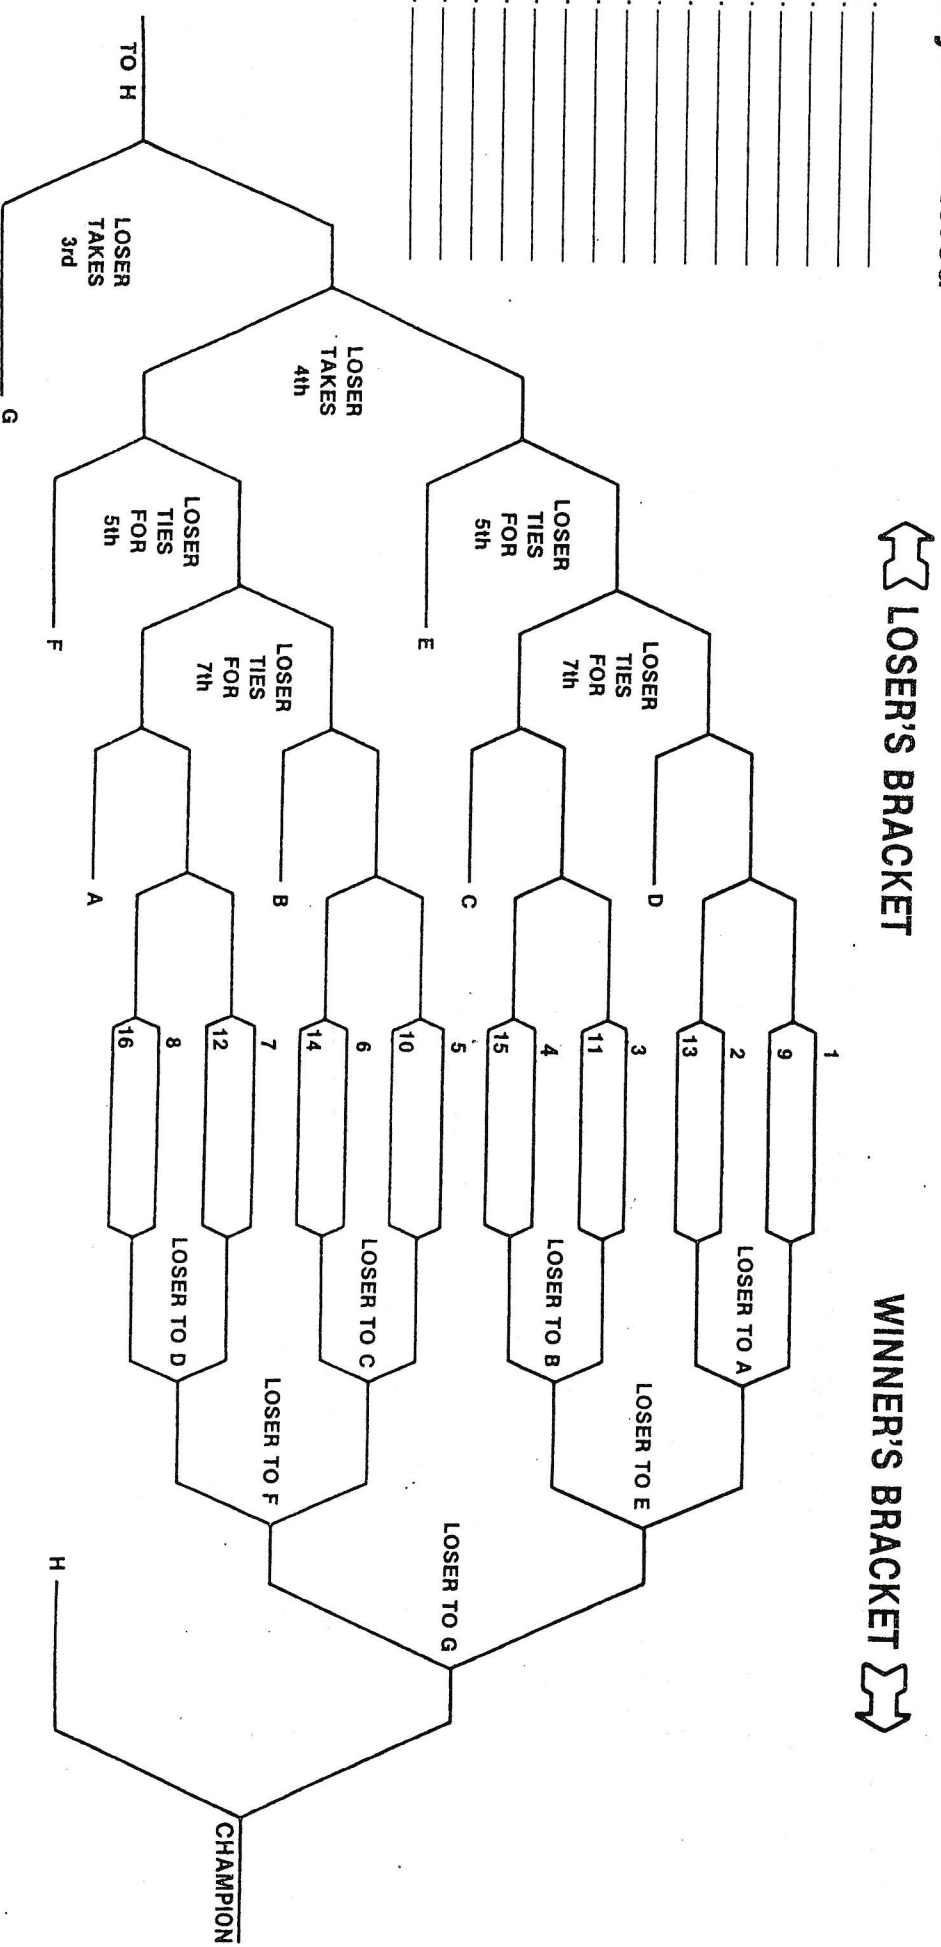 LOSER'S BRACKET
WINNER'S BRACKET
1
9
2
13
3
11
4
15
5
10
6
14
7
12
8
16
LOSER TO A
LOSER TO B
LOSER TO C
LOSER TO D
LOSER TO E
LOSER TO F
LOSER TO G
H
CHAMPION
D
C
B
A
LOSER
TIES
FOR
7th
LOSER
TIES
FOR
7th
E
F
LOSER
TIES
FOR
5th
LOSER
TIES
FOR
5th
LOSER
TAKES
4th
LOSER
TAKES
3rd
G
TO H